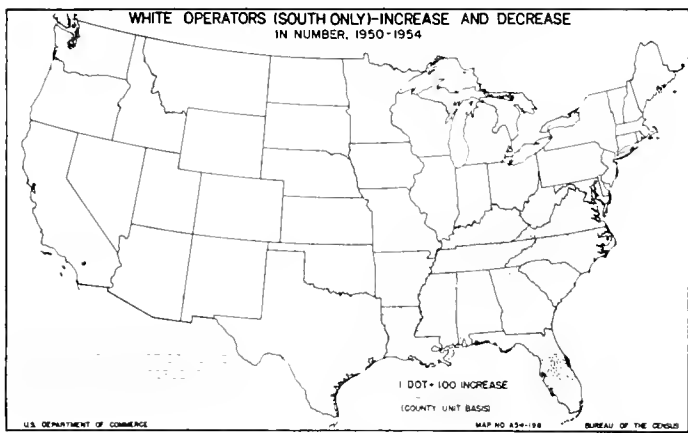 WHITE OPERATORS (SOUTH ONLY)-INCREASE AND DECREASE
IN NUMBER, 1950-1954
1 DOT=100 INCREASE
(COUNTY UNIT BASIS)
U.S. DEPARTMENT OF COMMERCE
MAP NO. A54-198
BUREAU OF THE CENSUS